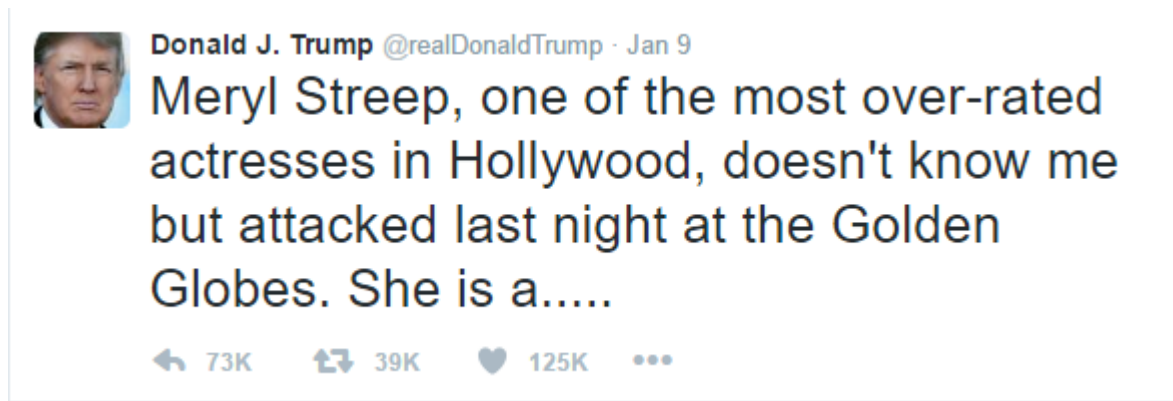 Donald J. Trump @realDonaldTrump · Jan 9
Meryl Streep, one of the most over-rated
actresses in Hollywood, doesn't know me
but attacked last night at the Golden
Globes. She is a.....
73K 39K 125K